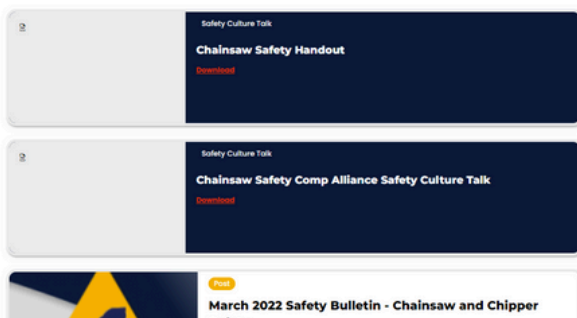 Safety Culture Talk
Chainsaw Safety Handout
Download
Safety Culture Talk
Chainsaw Safety Comp Alliance Safety Culture Talk
Download
Post
March 2022 Safety Bulletin - Chainsaw and Chipper